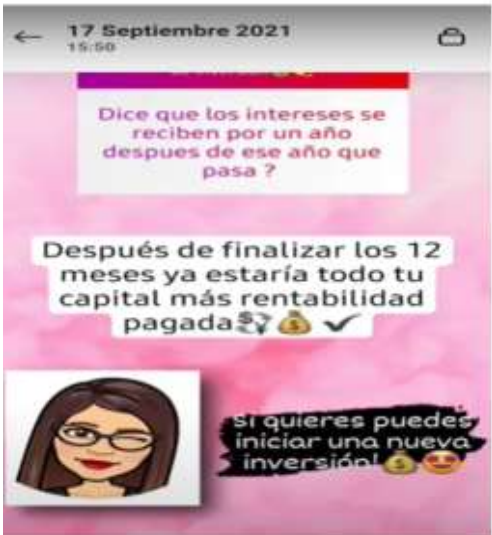 17 Septiembre 2021
15:50
Dice que los intereses se
reciben por un año
despues de ese año que
pasa ?
Después de finalizar los 12
meses ya estaría todo tu
capital más rentabilidad
pagada💱💰✔
Si quieres puedes
iniciar una nueva
inversión!💰😍